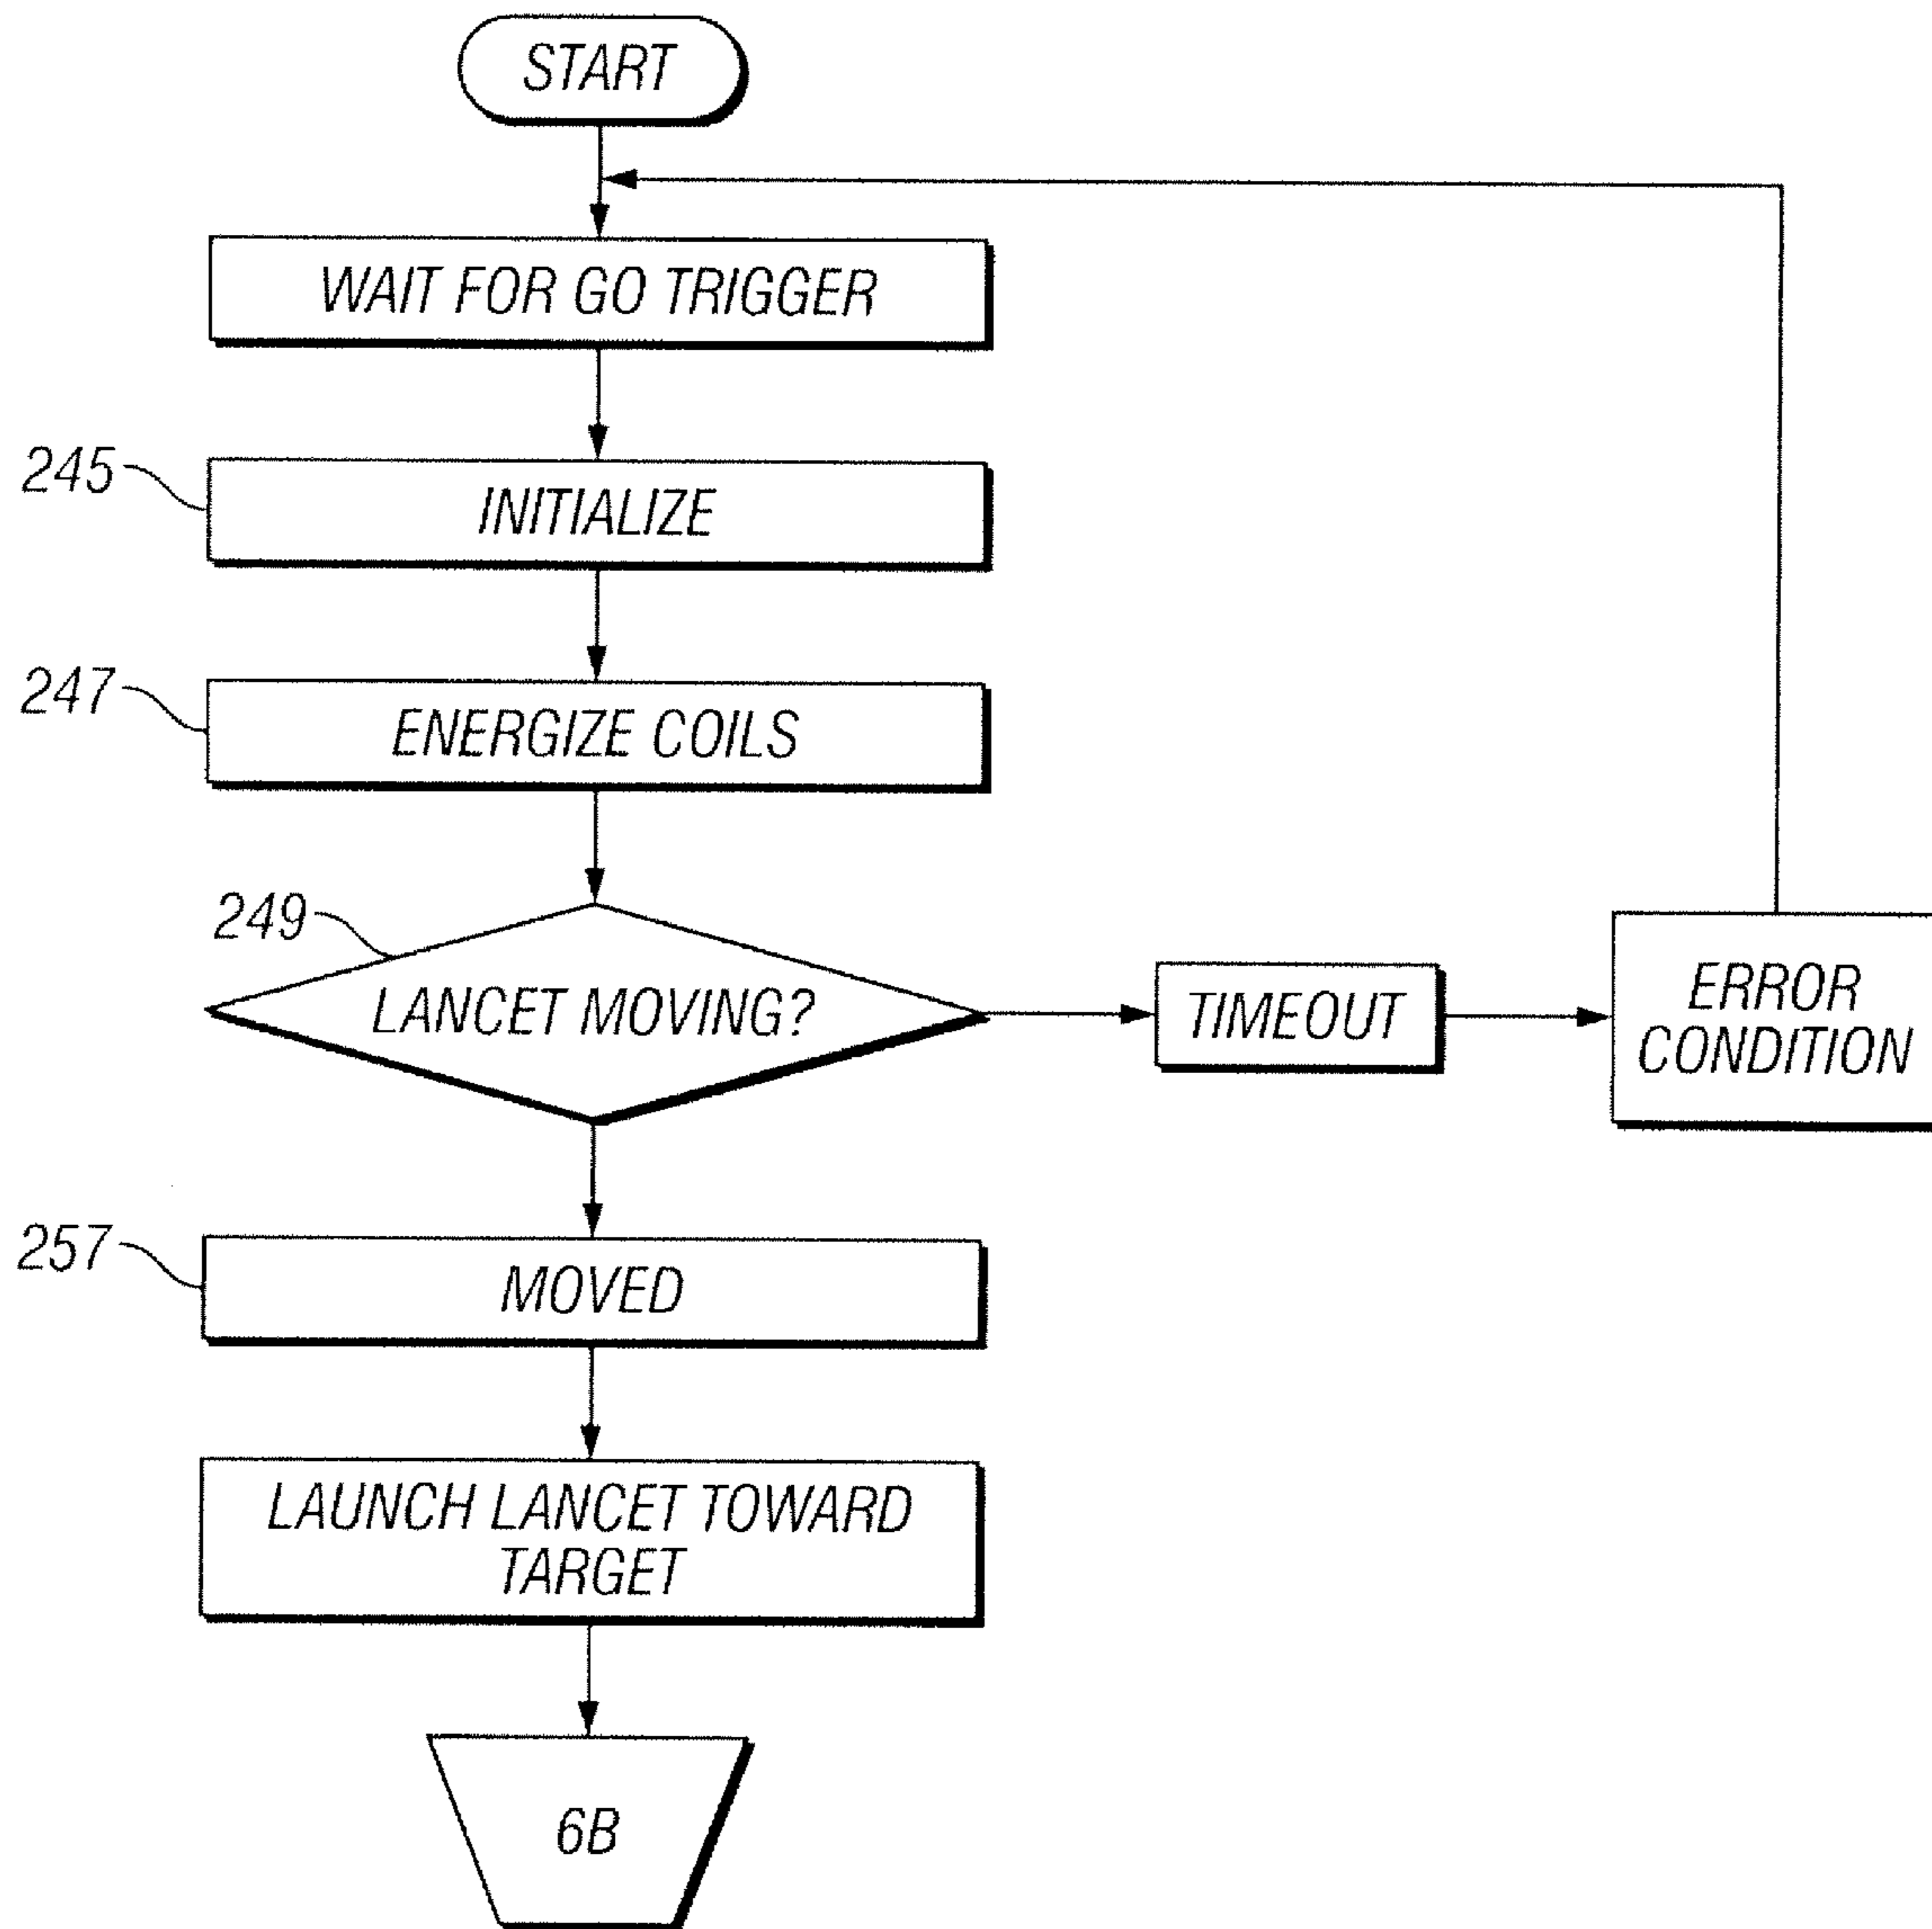 START
WAIT FOR GO TRIGGER
245
INITIALIZE
247
ENERGIZE COILS
249
LANCET MOVING?
TIMEOUT
ERROR
CONDITION
257
MOVED
LAUNCH LANCET TOWARD
TARGET
6B